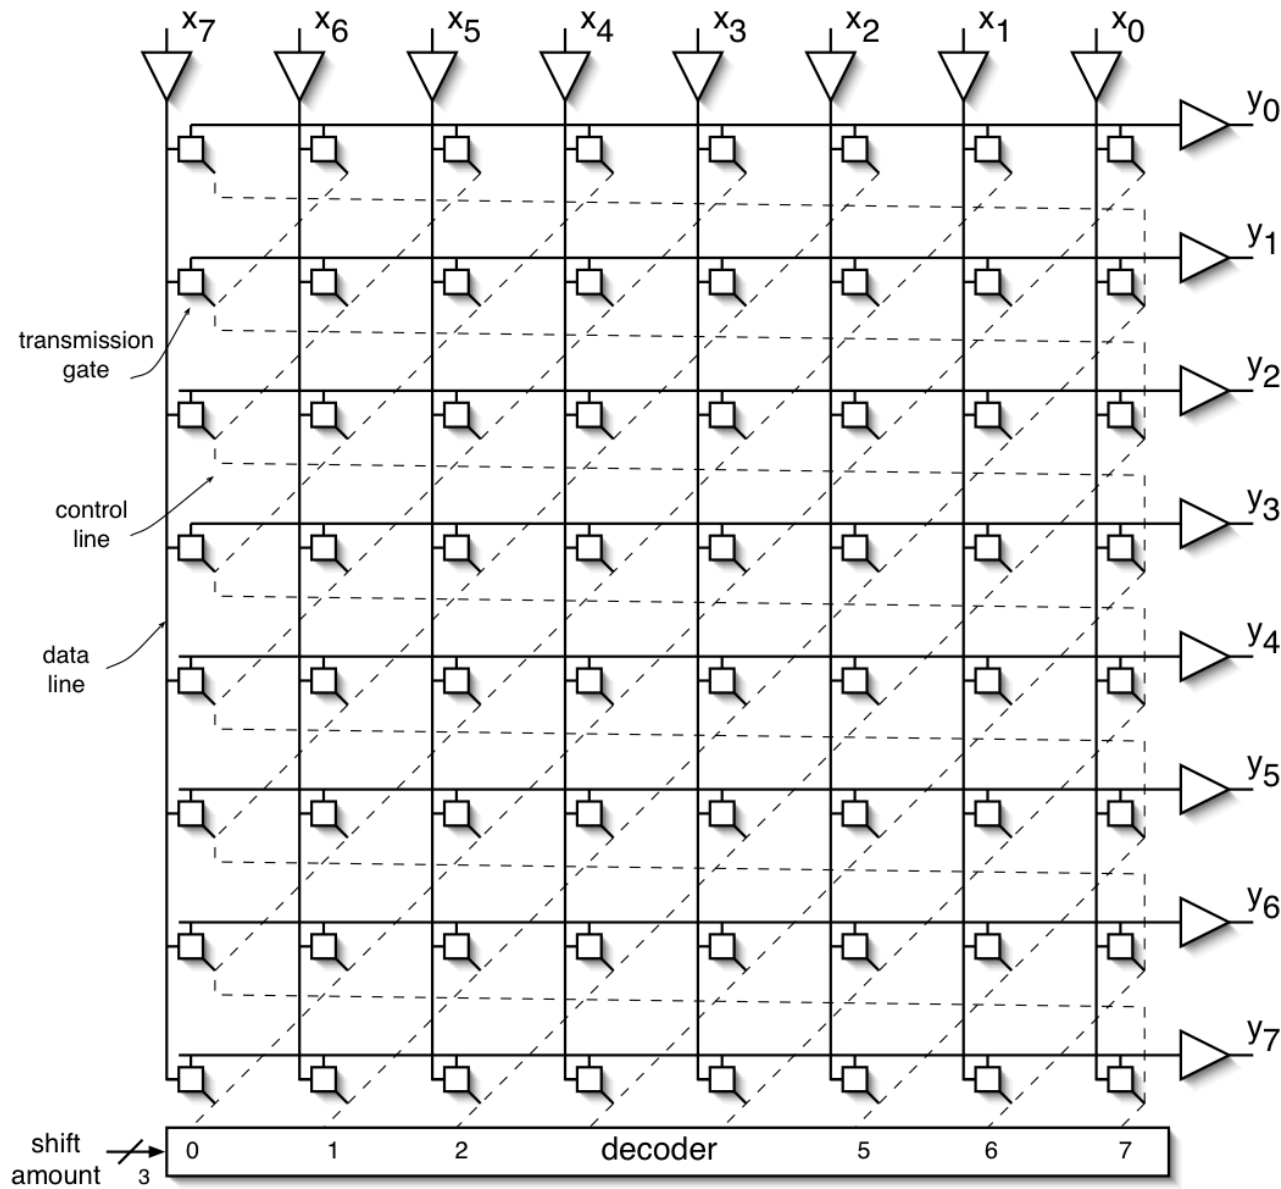 x7 x6 x5 x4 x3 x2 x1 x0
y0
y1
transmission
gate
y2
control
line
y3
data
line
y4
y5
y6
y7
shift
amount
3
0 1 2 decoder 5 6 7